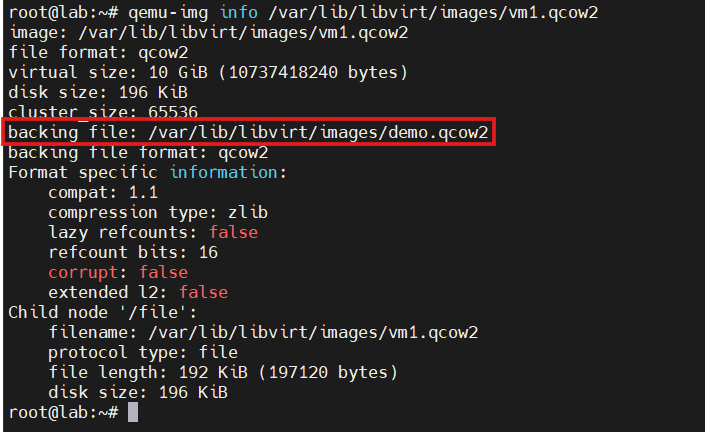 root@lab:~# qemu-img info /var/lib/libvirt/images/vm1.qcow2
image: /var/lib/libvirt/images/vm1.qcow2
file format: qcow2
virtual size: 10 GiB (10737418240 bytes)
disk size: 196 KiB
cluster_size: 65536
backing file: /var/lib/libvirt/images/demo.qcow2
backing file format: qcow2
Format specific information:
    compat: 1.1
    compression type: zlib
    lazy refcounts: false
    refcount bits: 16
    corrupt: false
    extended l2: false
Child node '/file':
    filename: /var/lib/libvirt/images/vm1.qcow2
    protocol type: file
    file length: 192 KiB (197120 bytes)
    disk size: 196 KiB
root@lab:~#